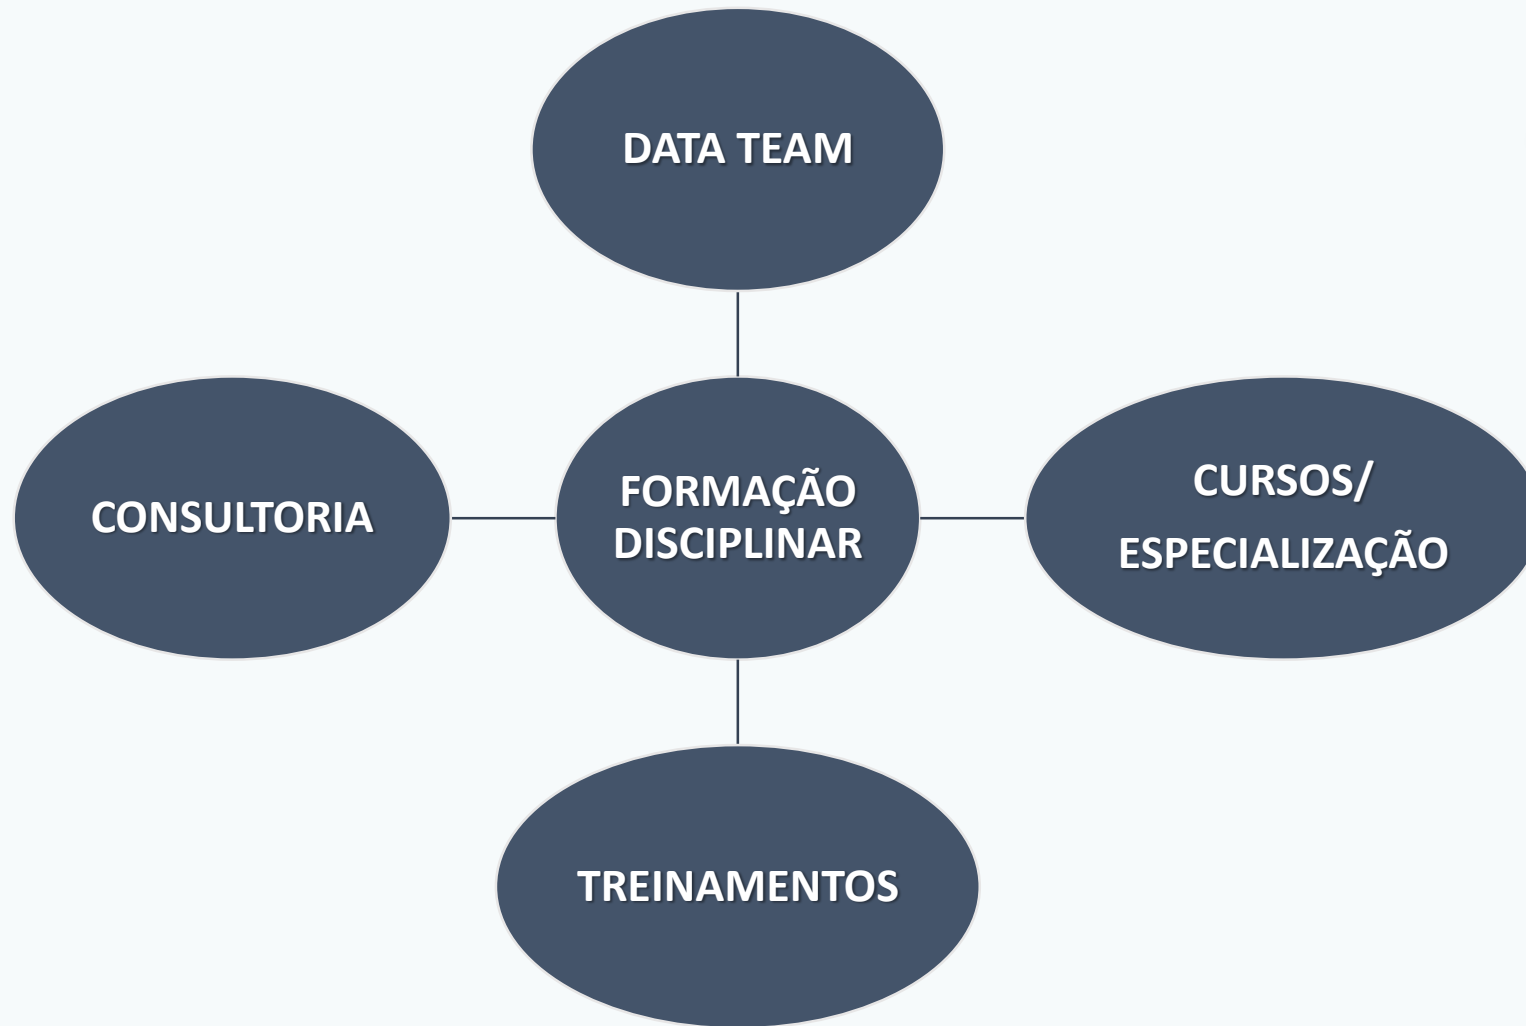 DATA TEAM
CONSULTORIA
FORMAÇÃO
DISCIPLINAR
CURSOS/
ESPECIALIZAÇÃO
TREINAMENTOS